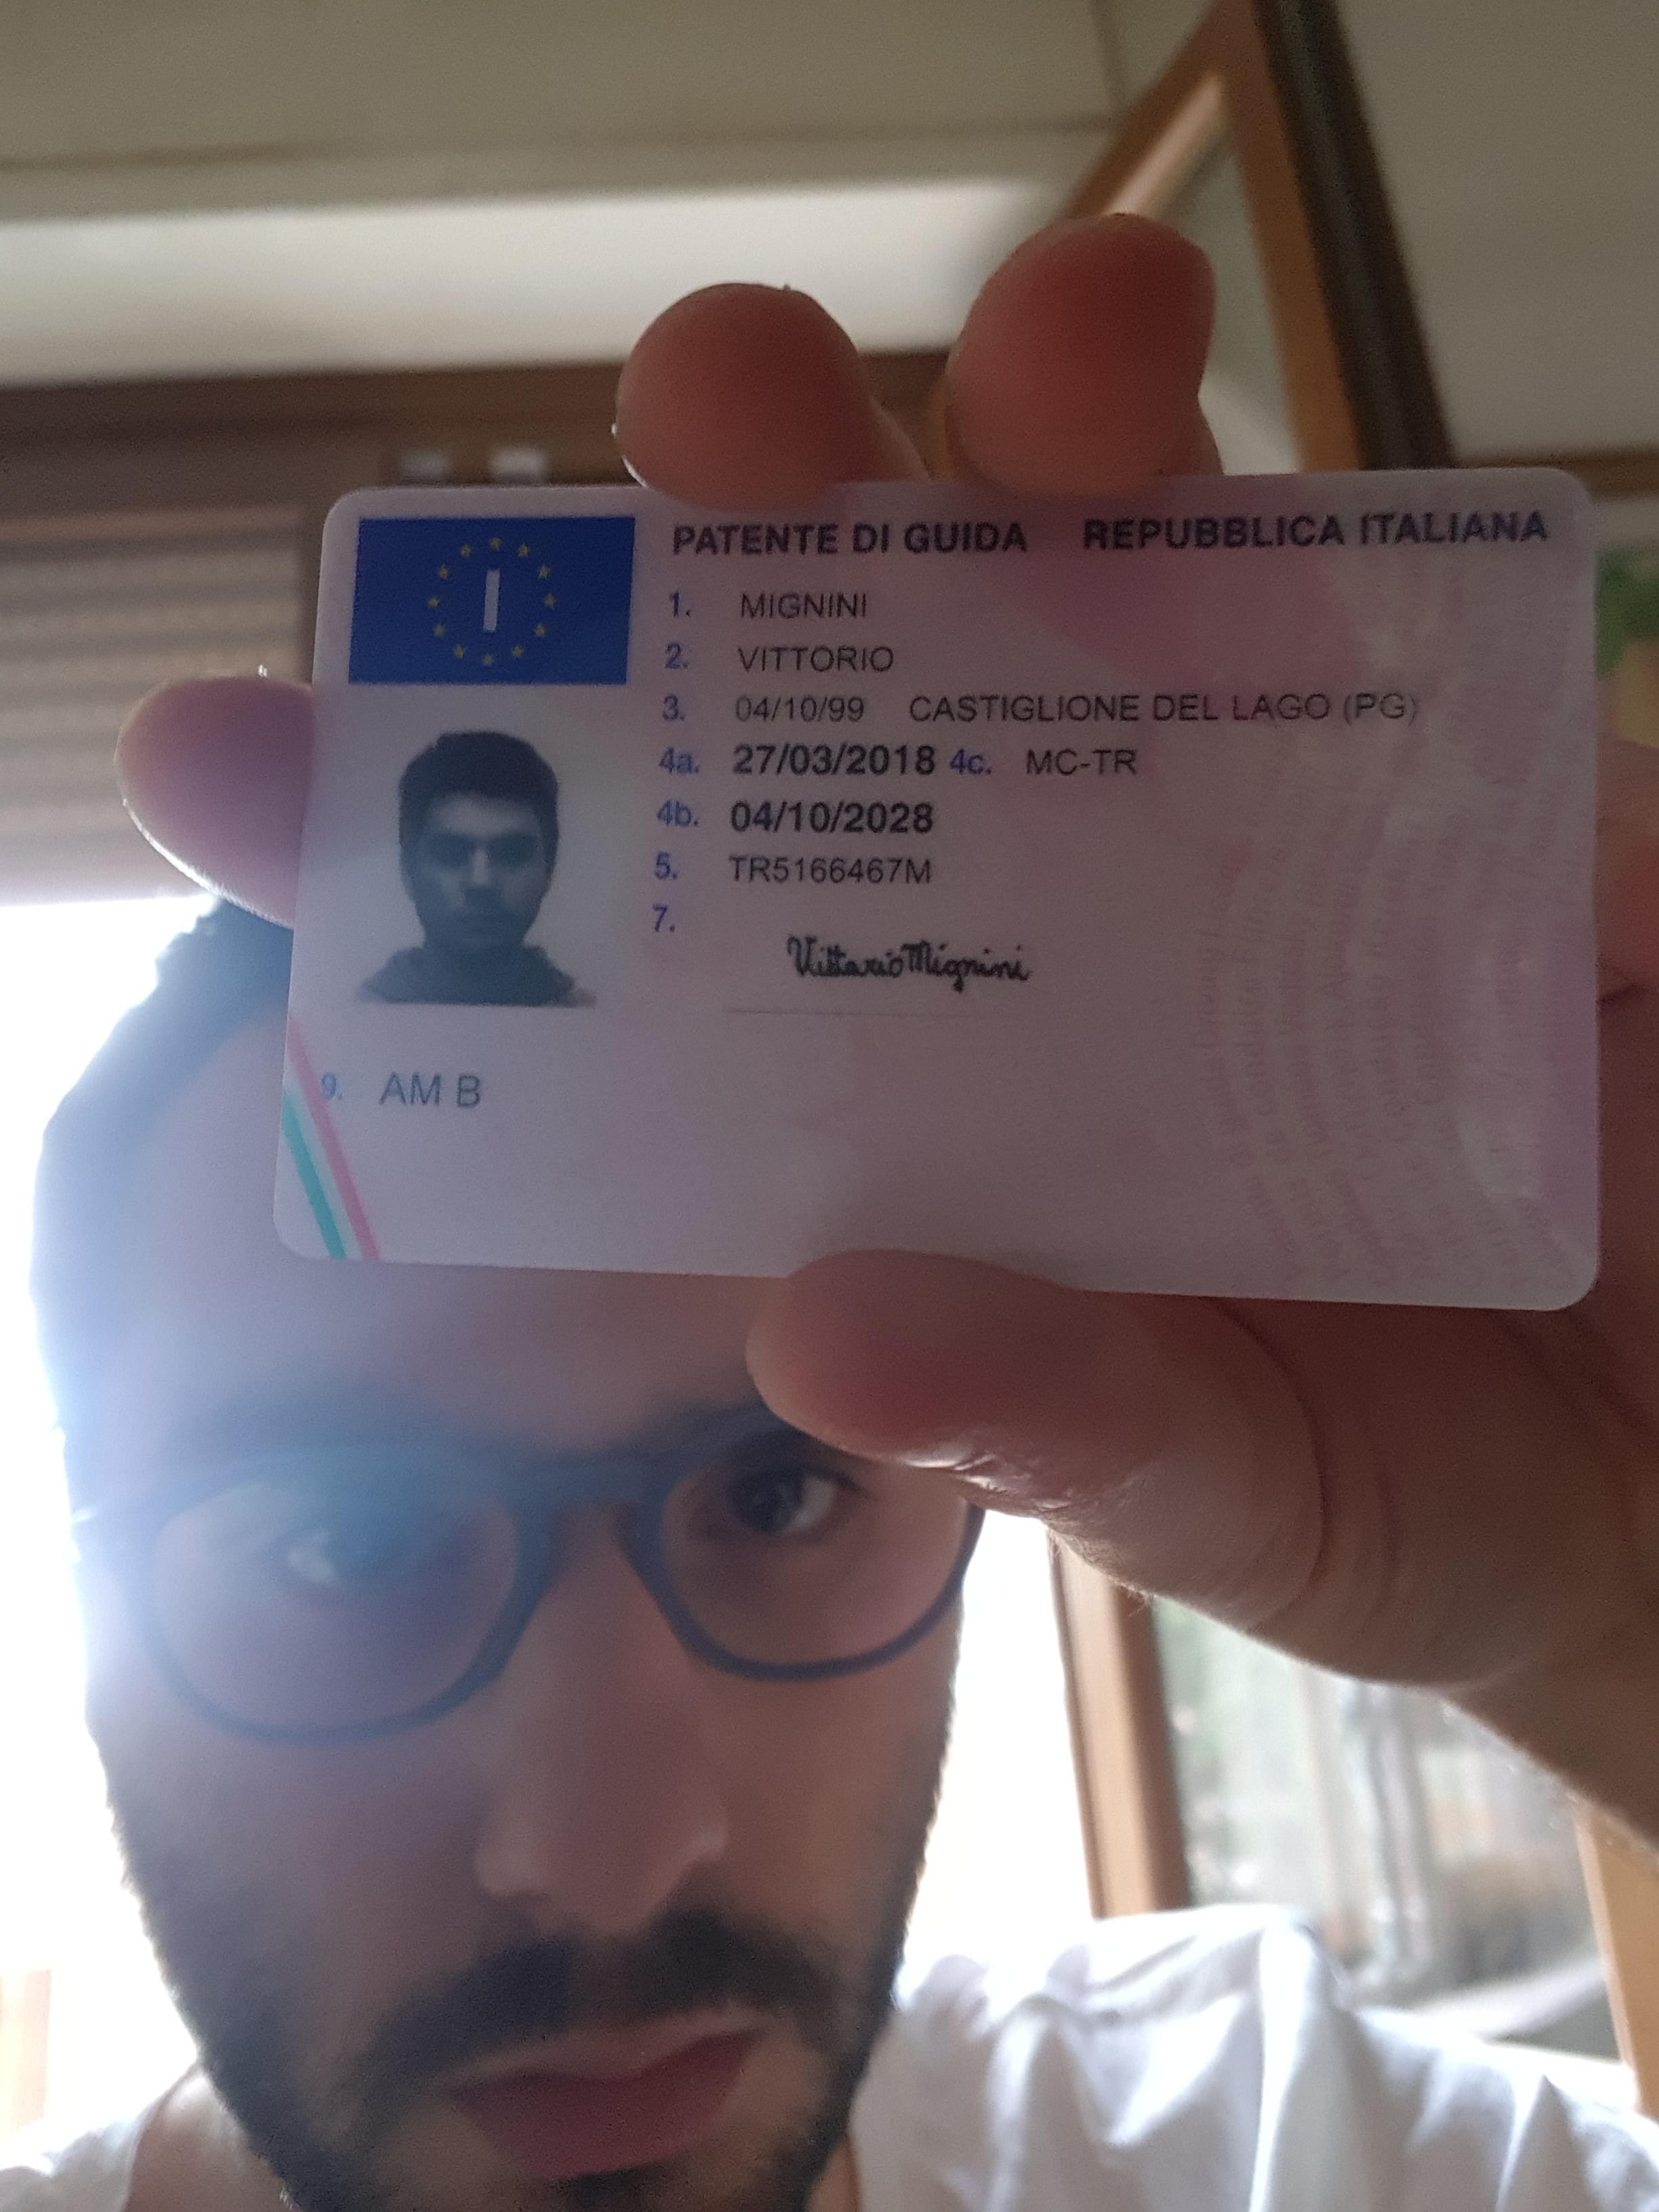 I
PATENTE DI GUIDA REPUBBLICA ITALIANA
1. MIGNINI
2. VITTORIO
3. 04/10/99 CASTIGLIONE DEL LAGO (PG)
4a. 27/03/2018 4c. MC-TR
4b. 04/10/2028
5. TR5166467M
7. Vittorio Mignini
9. AM B